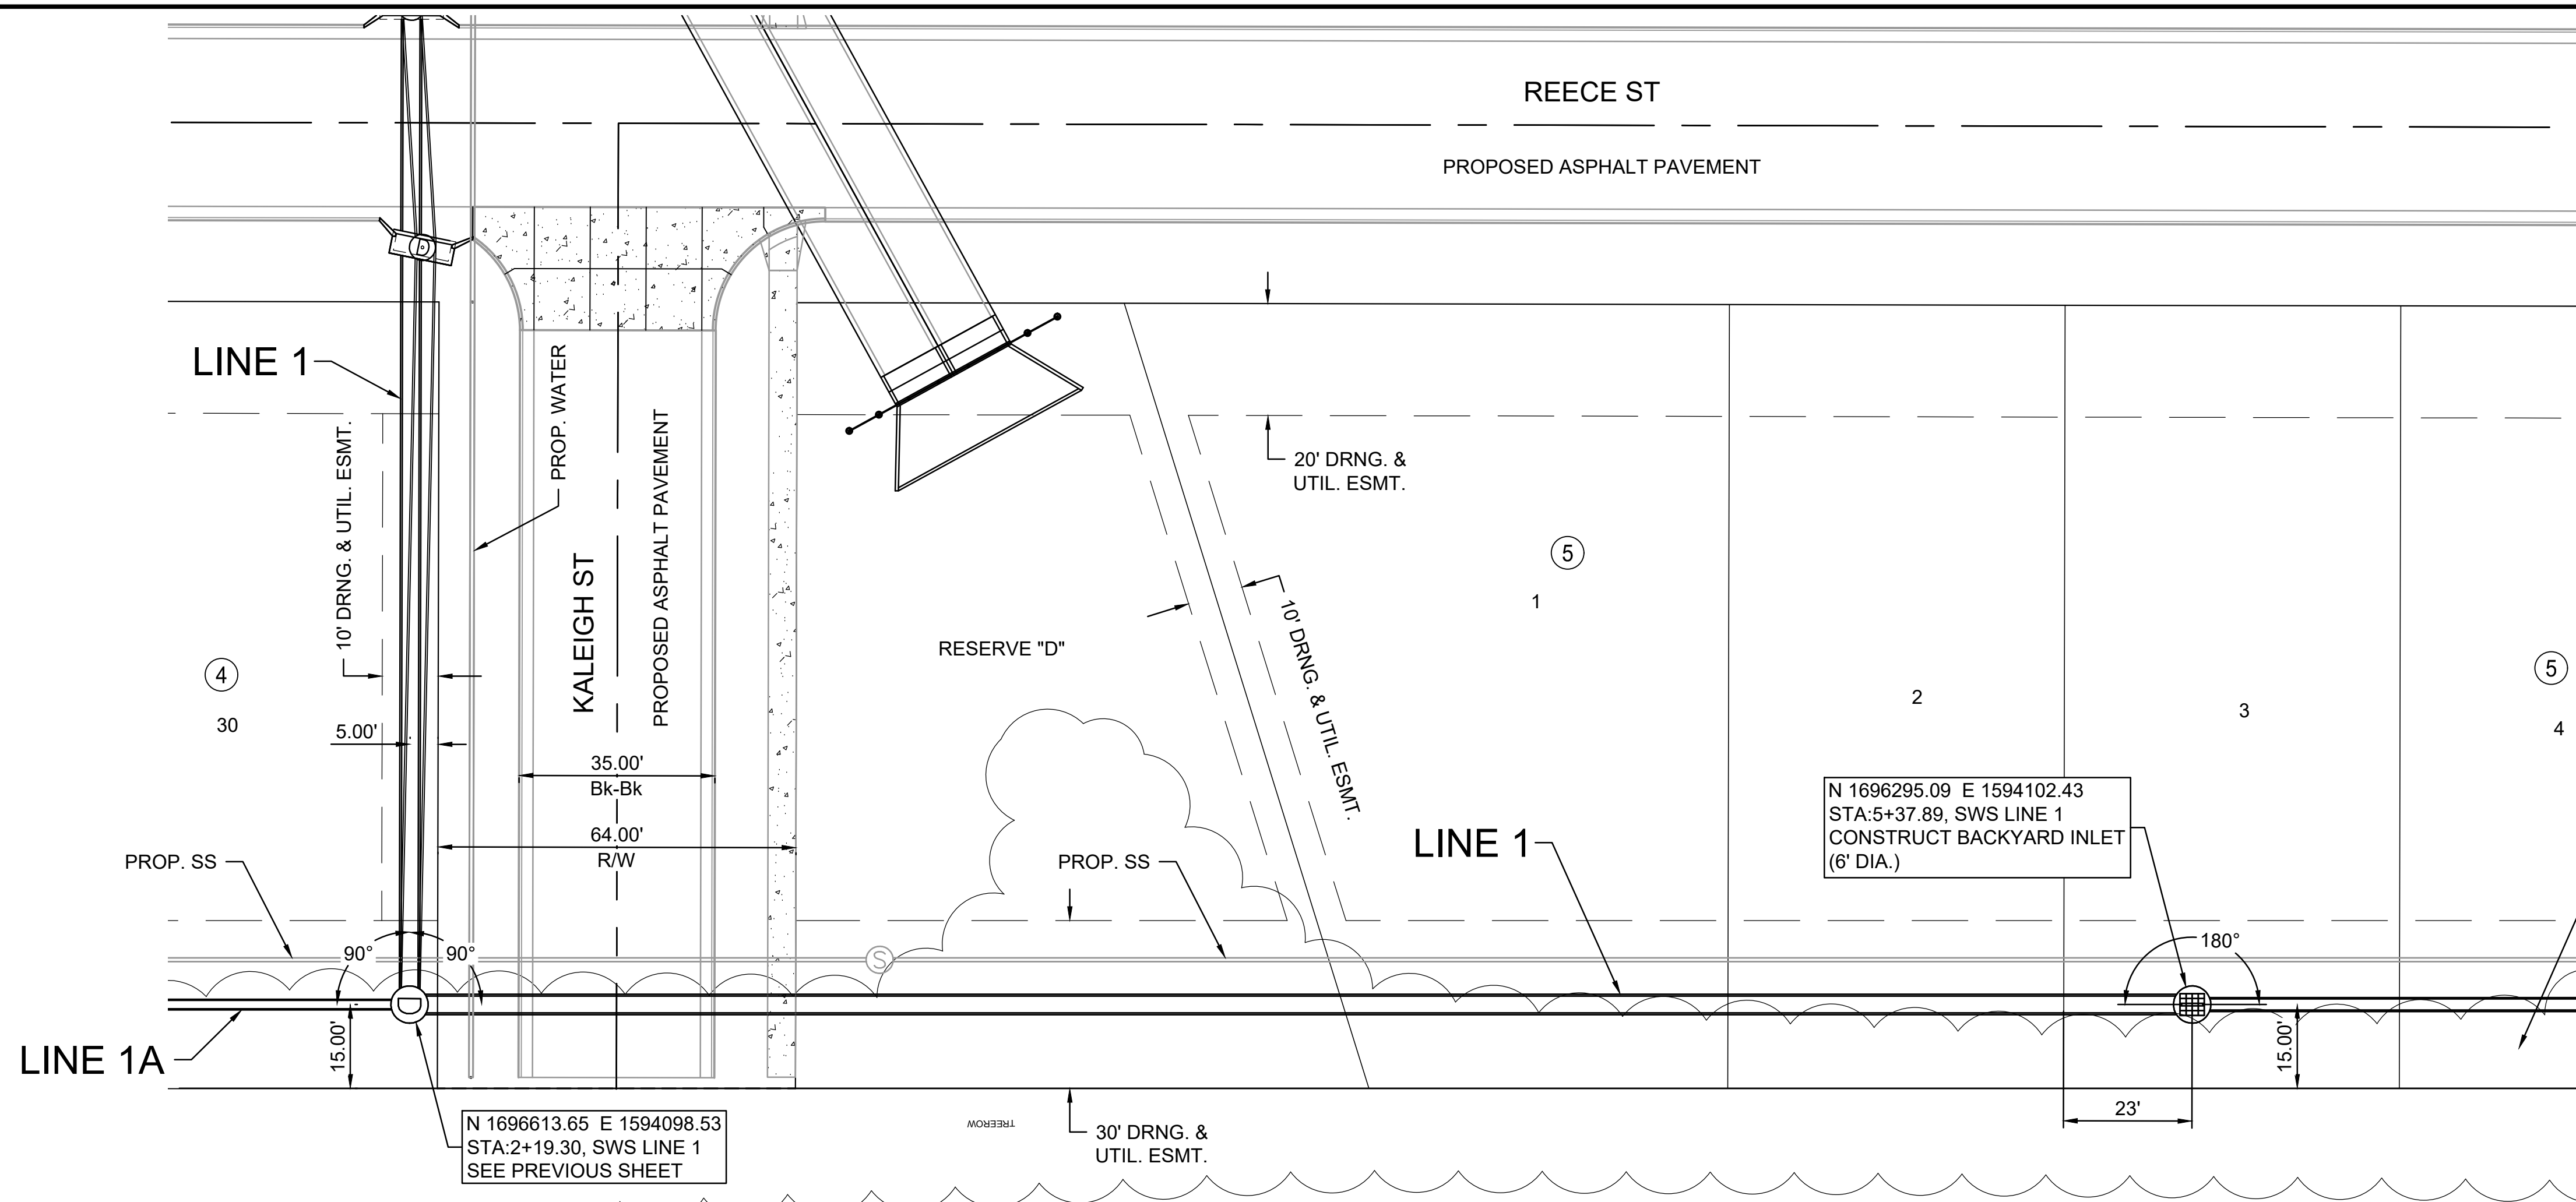 REECE ST
PROPOSED ASPHALT PAVEMENT
LINE 1
PROP. WATER
10' DRNG. & UTIL. ESMT.
KALEIGH ST
PROPOSED ASPHALT PAVEMENT
20' DRNG. &
UTIL. ESMT.
5
1
10' DRNG. & UTIL. ESMT.
RESERVE "D"
4
30
5.00'
35.00'
Bk-Bk
64.00'
R/W
2
3
5
4
N 1696295.09 E 1594102.43
STA:5+37.89, SWS LINE 1
CONSTRUCT BACKYARD INLET
(6' DIA.)
LINE 1
PROP. SS
PROP. SS
90°
90°
S
180°
15.00'
15.00'
LINE 1A
23'
N 1696613.65 E 1594098.53
STA:2+19.30, SWS LINE 1
SEE PREVIOUS SHEET
TREEROW
30' DRNG. &
UTIL. ESMT.